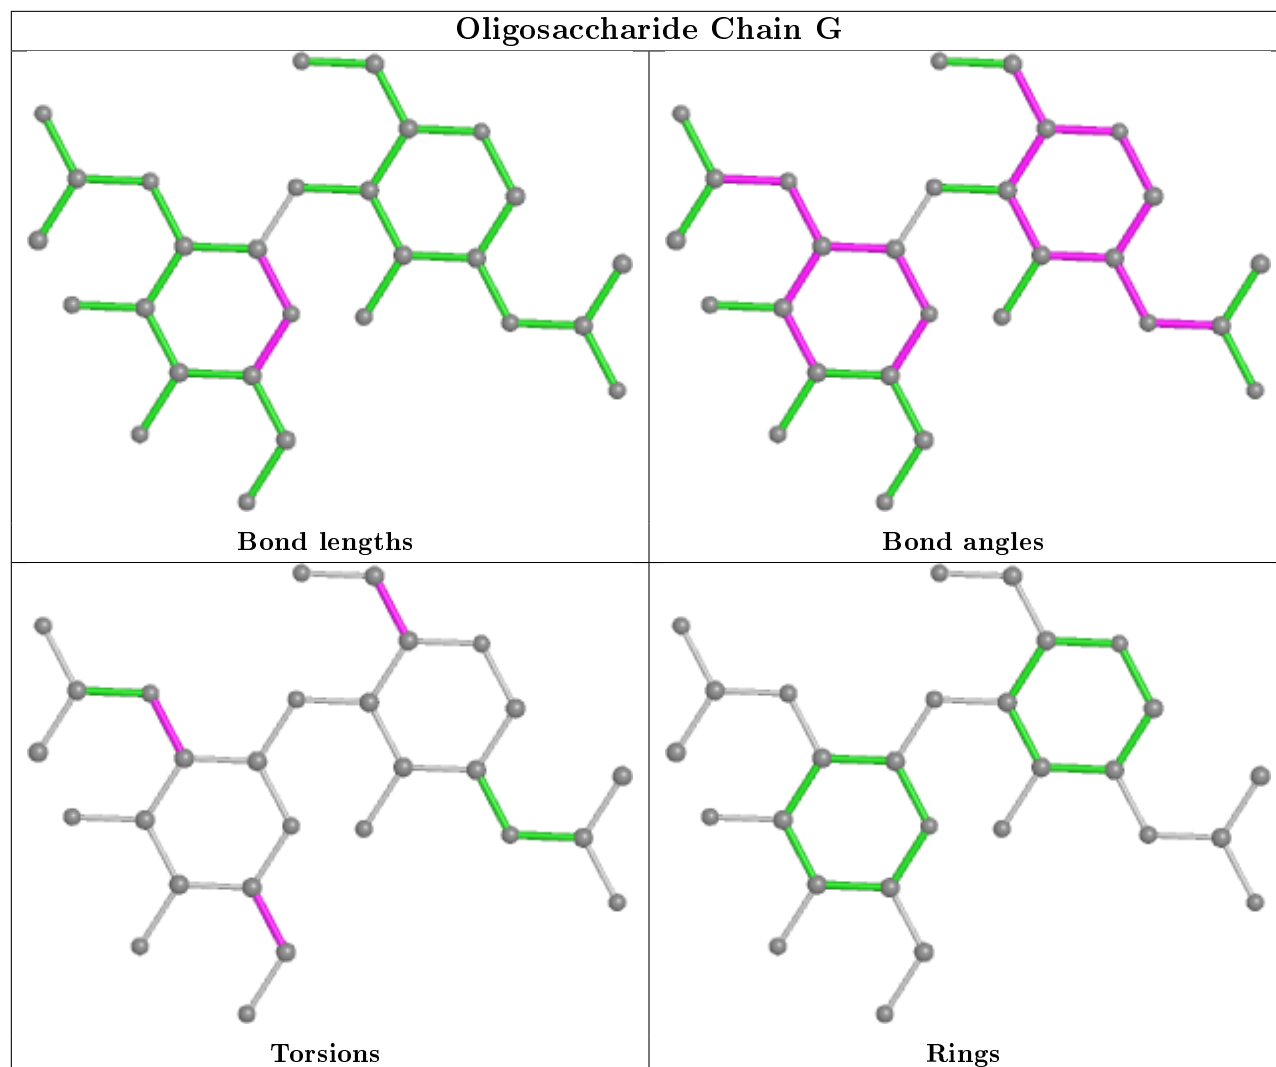 Oligosaccharide Chain G
Bond lengths
Bond angles
Torsions
Rings